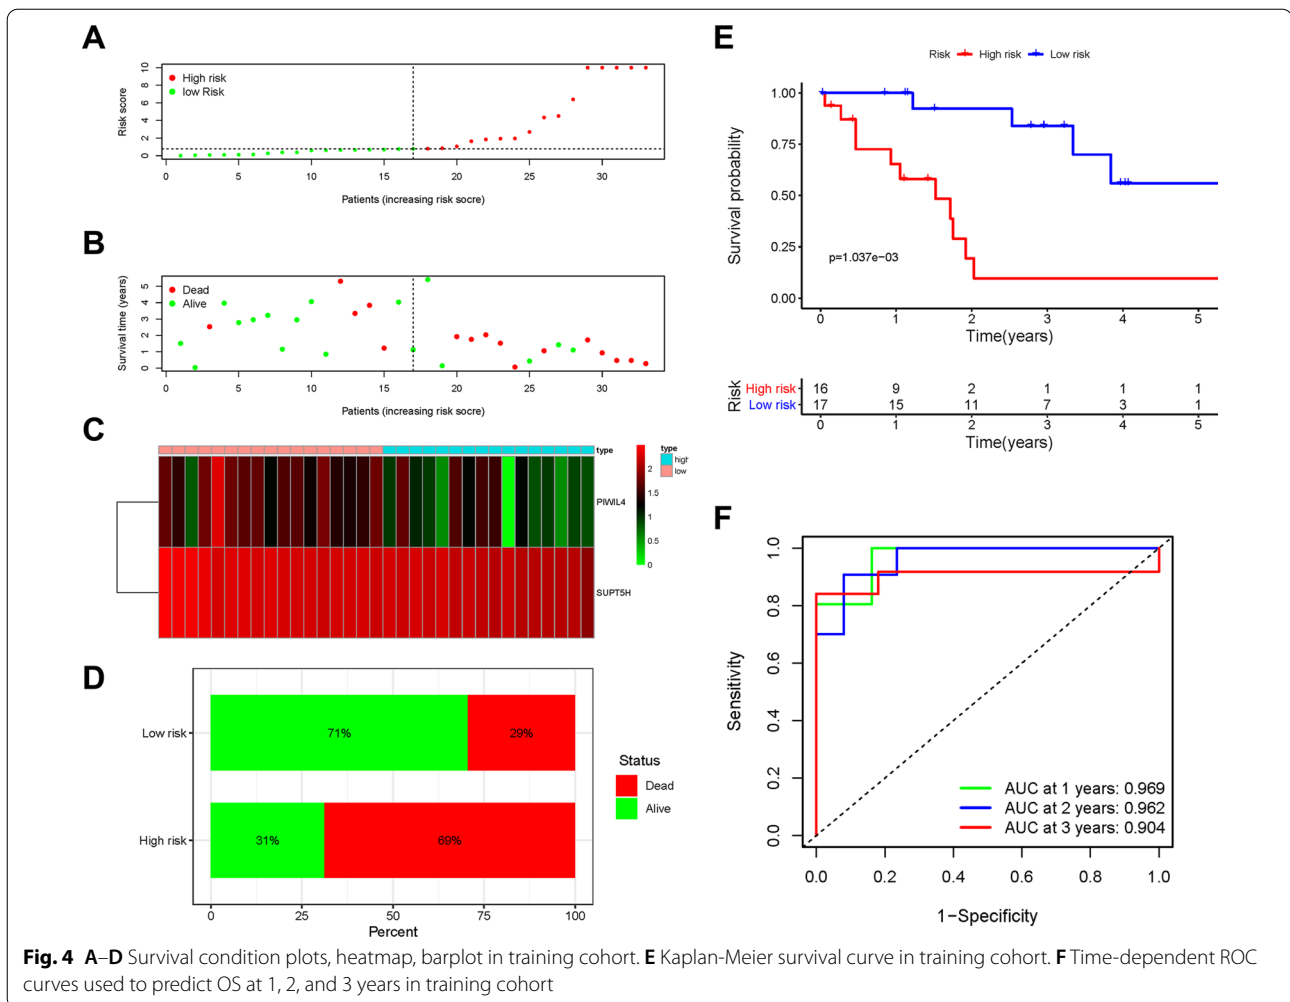 A
High risk
low Risk
Risk score
0 2 4 6 8 10
0 5 10 15 20 25 30
Patients (increasing risk socre)
B
Dead
Alive
Survival time (years)
0 1 2 3 4 5
0 5 10 15 20 25 30
Patients (increasing risk socre)
C
type
PIWIL4
SUPT5H
2
1.5
1
0.5
0
type
high
low
D
Low risk
71% 29%
High risk
31% 69%
0 25 50 75 100
Percent
Status
Dead
Alive
E
Risk High risk Low risk
Survival probability
1.00
0.75
0.50
0.25
0.00
p=1.037e−03
0 1 2 3 4 5
Time(years)
Risk
High risk 16 9 2 1 1 1
Low risk 17 15 11 7 3 1
0 1 2 3 4 5
Time(years)
F
Sensitivity
0.0 0.2 0.4 0.6 0.8 1.0
AUC at 1 years: 0.969
AUC at 2 years: 0.962
AUC at 3 years: 0.904
0.0 0.2 0.4 0.6 0.8 1.0
1−Specificity
Fig. 4 A–D Survival condition plots, heatmap, barplot in training cohort. E Kaplan-Meier survival curve in training cohort. F Time-dependent ROC
curves used to predict OS at 1, 2, and 3 years in training cohort